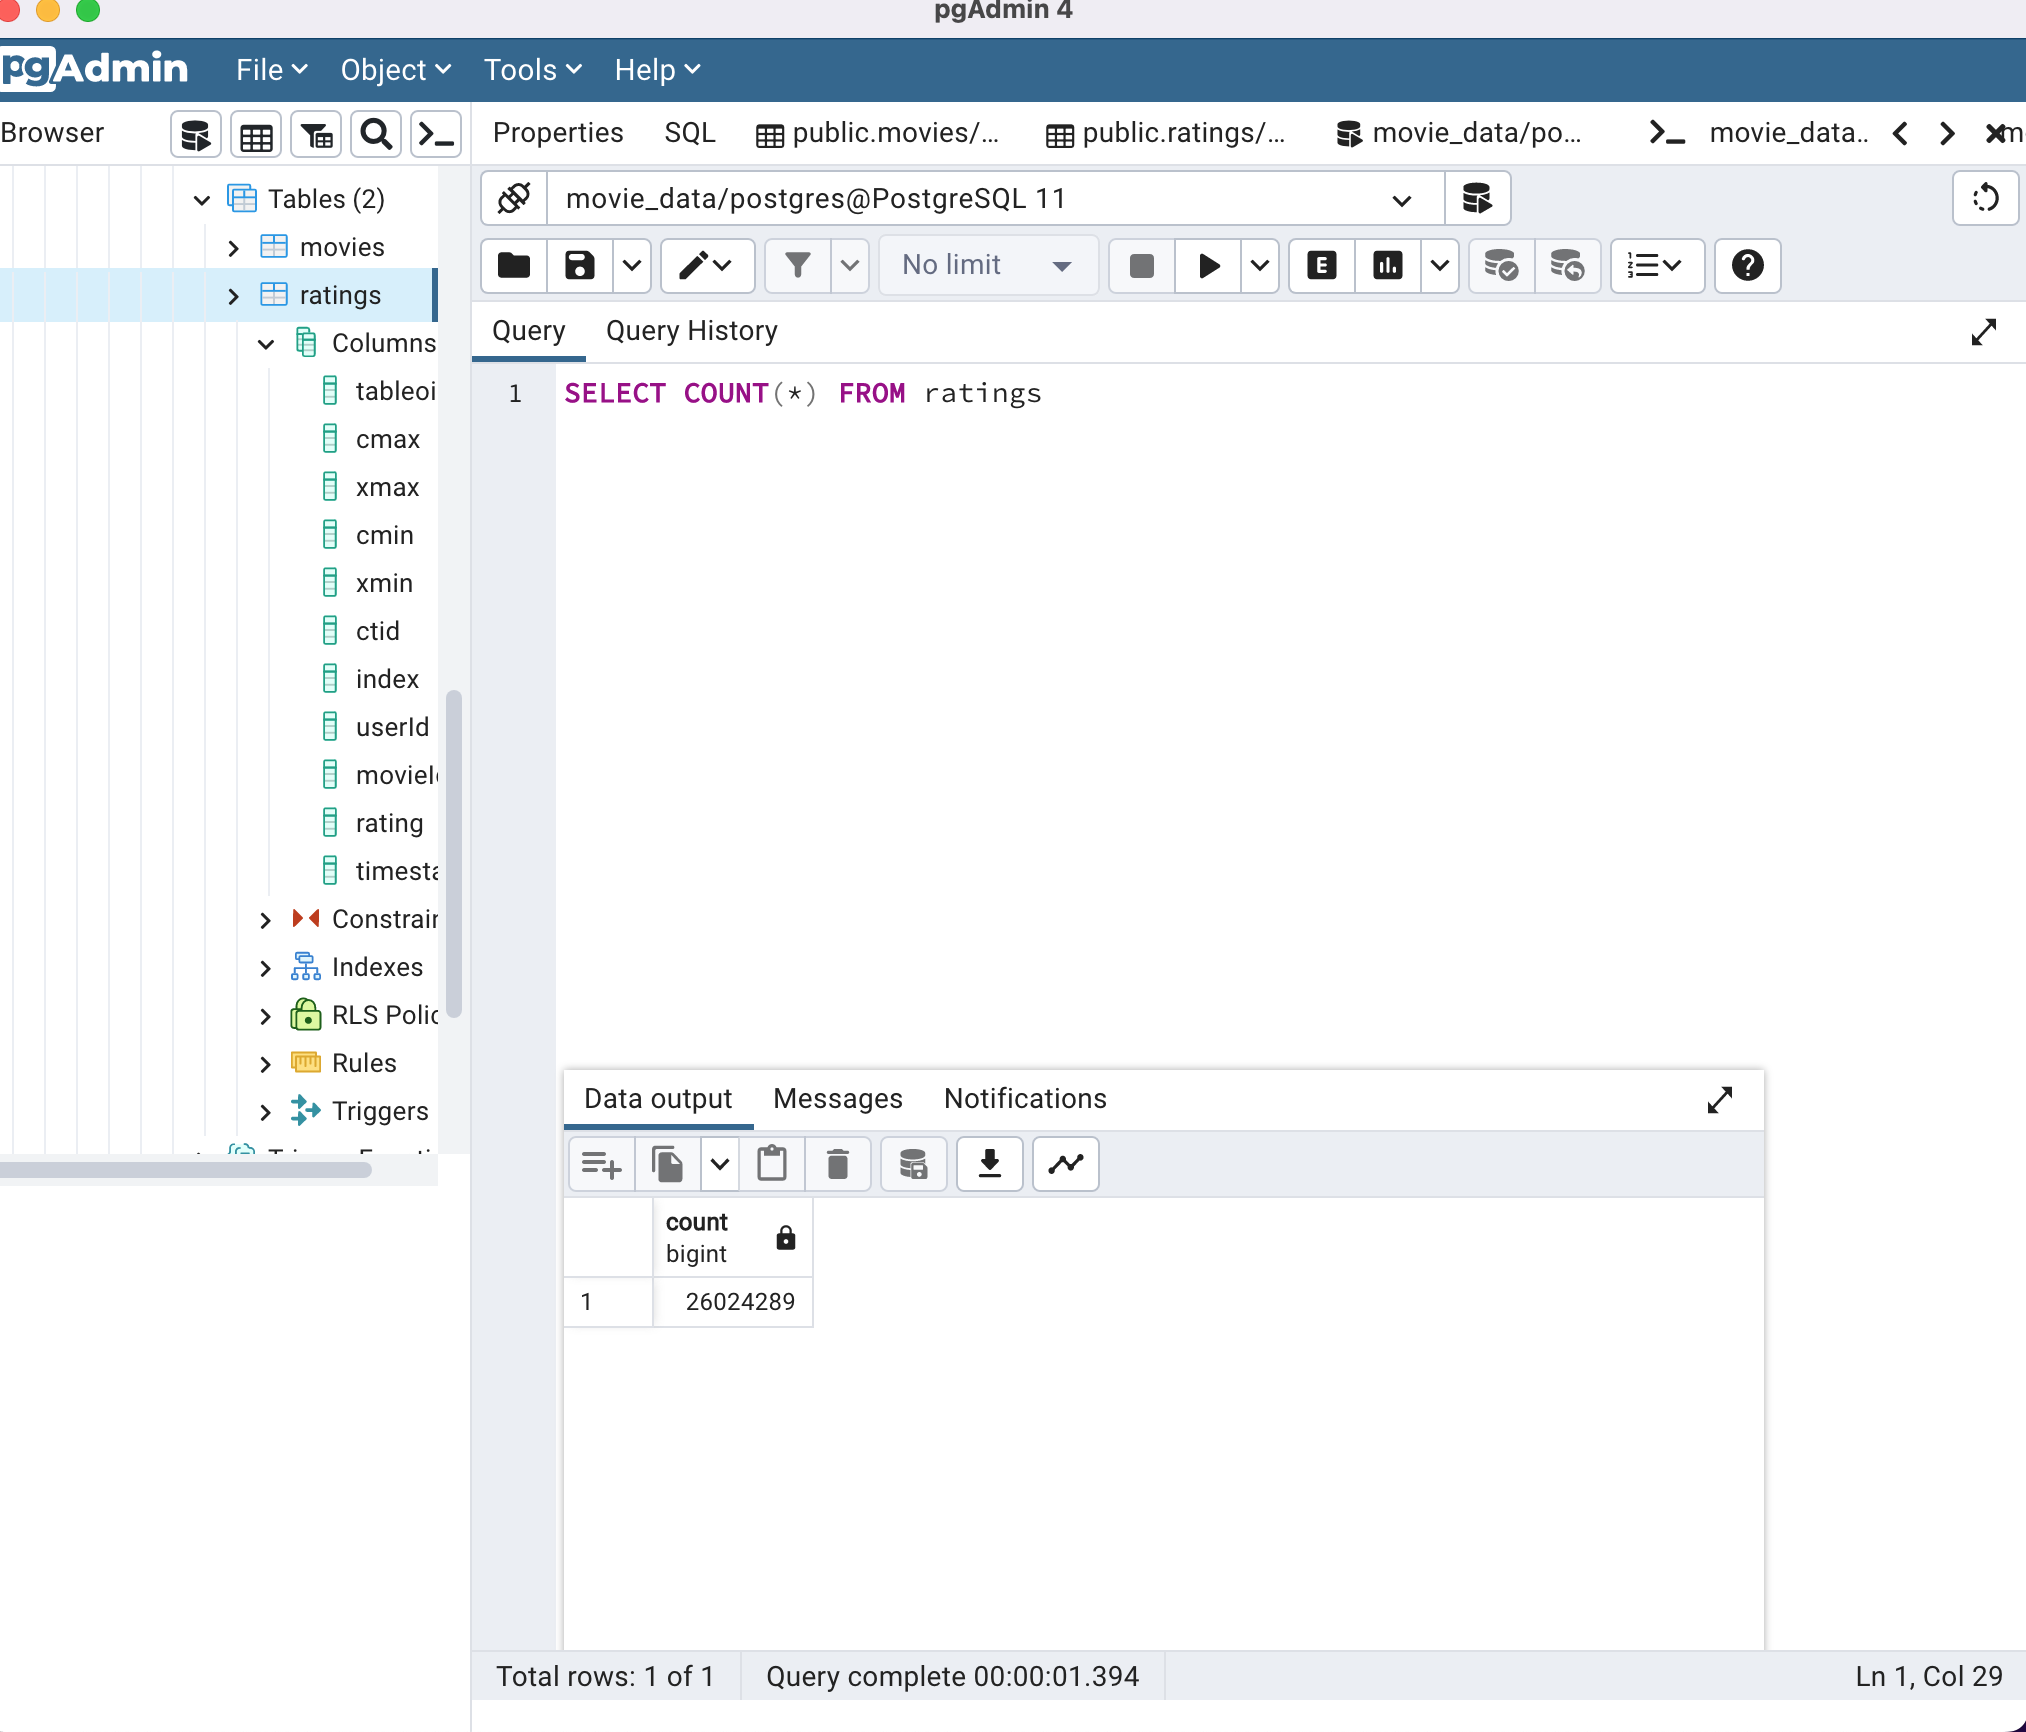 pgAdmin 4
pgAdmin File Object Tools Help
Browser
Properties SQL public.movies/... public.ratings/... movie_data/po... movie_data..
movie_data/postgres@PostgreSQL 11
No limit
Query Query History
1 SELECT COUNT(*) FROM ratings
Tables (2)
movies
ratings
Columns
tableoi
cmax
xmax
cmin
xmin
ctid
index
userId
movieI
rating
timesta
Constrai
Indexes
RLS Polic
Rules
Triggers
Data output Messages Notifications
count
bigint
1 26024289
Total rows: 1 of 1 Query complete 00:00:01.394 Ln 1, Col 29